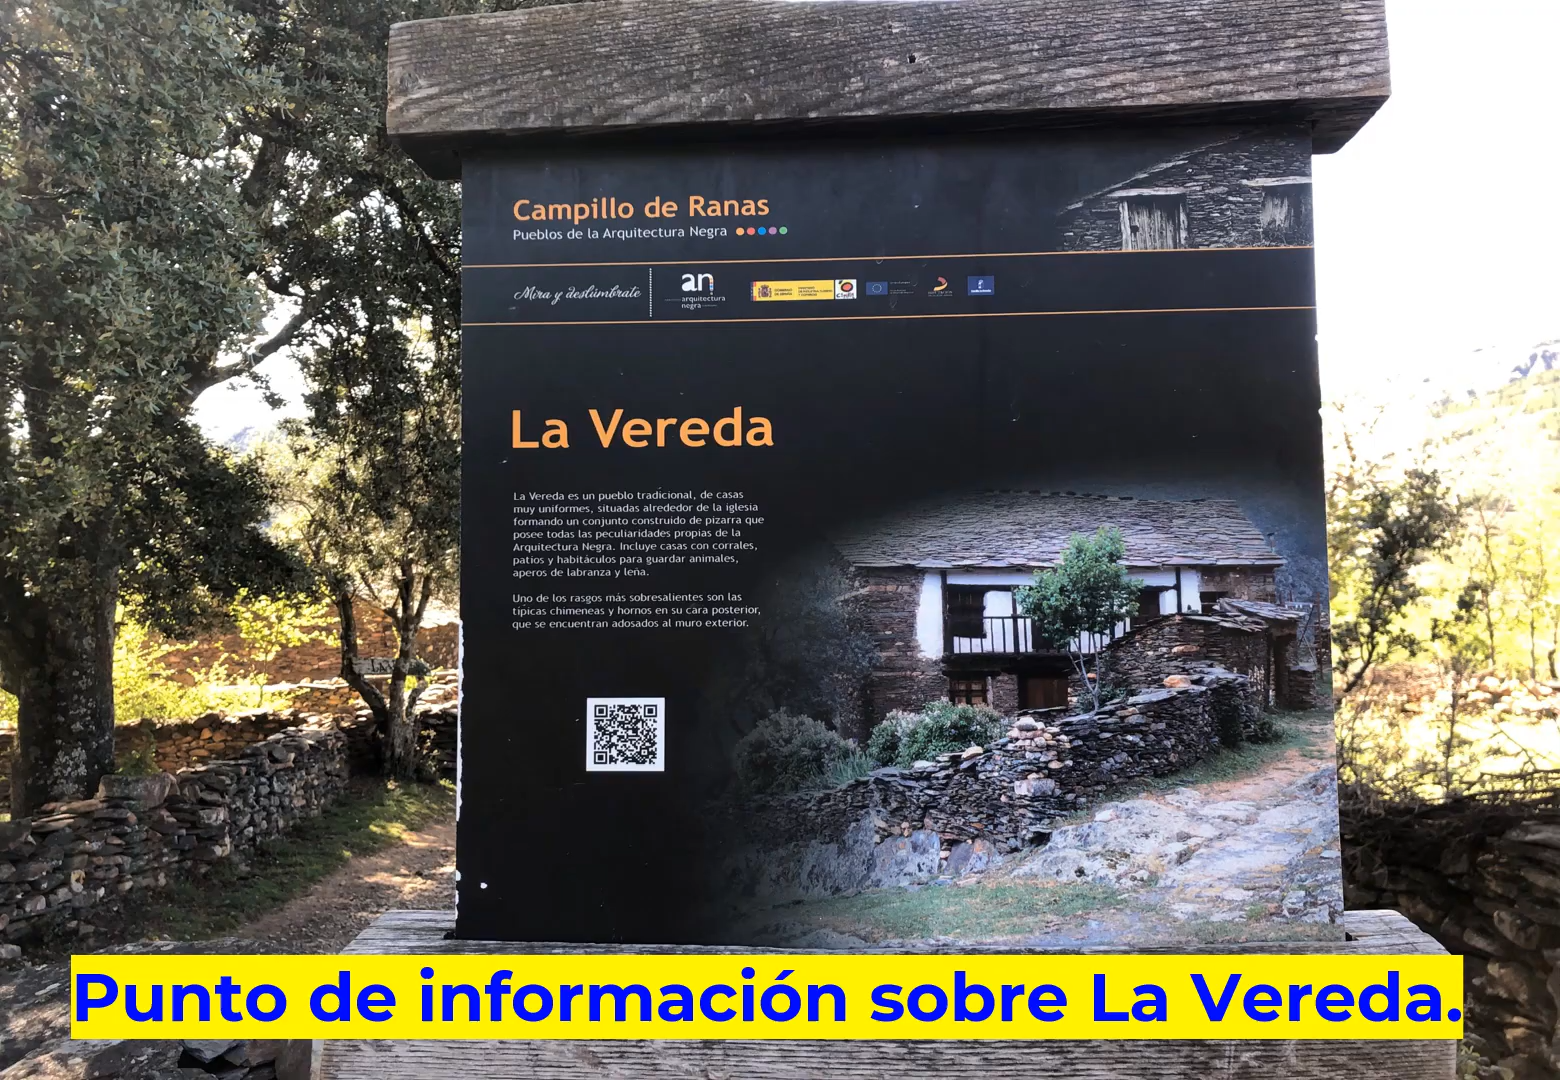 Campillo de Ranas
Pueblos de la Arquitectura Negra
Mira y deslúmbrate
an
arquitectura
negra
La Vereda
La Vereda es un pueblo tradicional, de casas
muy uniformes, situadas alrededor de la iglesia
formando un conjunto construido de pizarra que
posee todas las peculiaridades propias de la
Arquitectura Negra. Incluye casas con corrales,
patios y habitáculos para guardar animales,
aperos de labranza y leña.
Uno de los rasgos más sobresalientes son las
típicas chimeneas y hornos en su cara posterior,
que se encuentran adosados al muro exterior.
Punto de información sobre La Vereda.